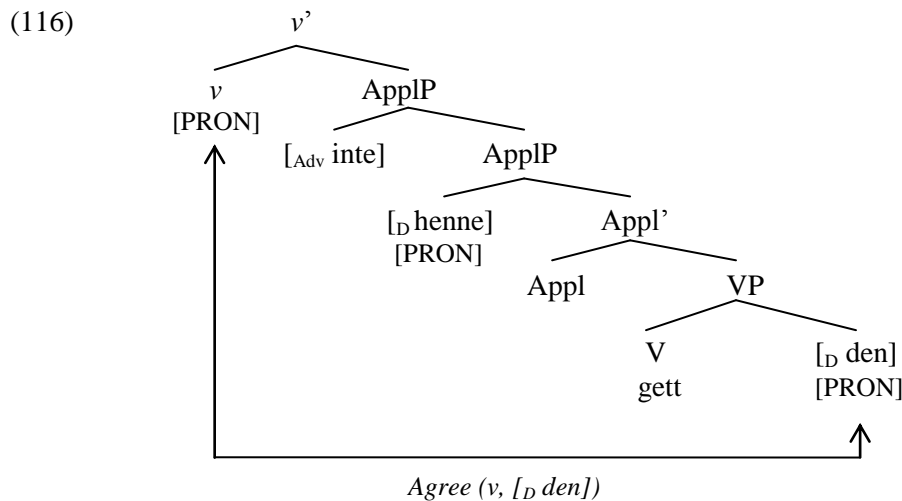 (116) v’
v ApplP
[PRON] [Adv inte] ApplP
[D henne] Appl’
[PRON]
Appl VP
V [D den]
gett [PRON]
Agree (v, [D den])